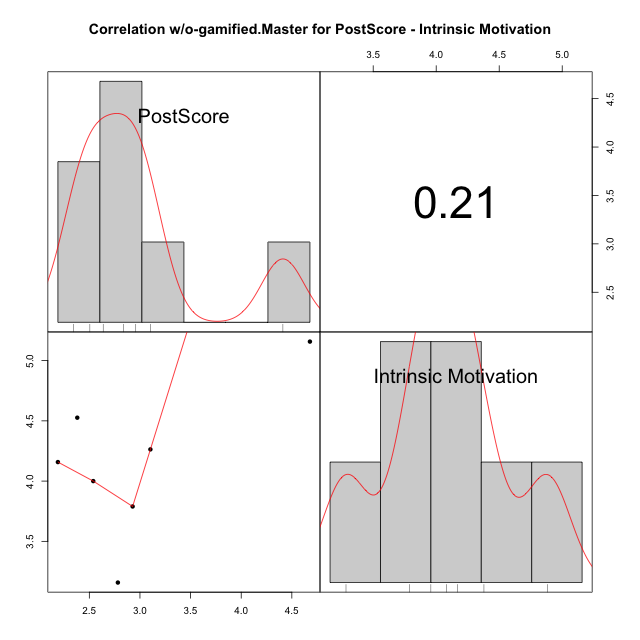 Correlation w/o-gamified.Master for PostScore - Intrinsic Motivation
3.5 4.0 4.5 5.0
PostScore
0.21
2.5 3.0 3.5 4.0 4.5
Intrinsic Motivation
3.5 4.0 4.5 5.0
2.5 3.0 3.5 4.0 4.5